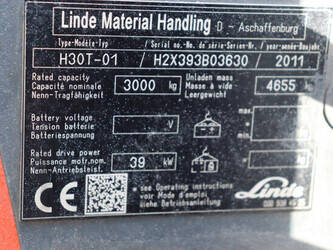 Linde Material Handling D - Aschaffenburg
Type-Modèle-Typ / Serial no.-No. de série-Serien-Nr. / year-année-Baujahr
H30T-01 / H2X393B03630 / 2011
Rated capacity Unladen mass
Capacité nominale 3000 kg Masse à vide 4655 kg
Nenn-Tragfähigkeit Leergewicht
Battery voltage
Tension batterie V kg
Batteriespannung
Rated drive power
Puissance motr.nom. 39 kW
Nenn-Antriebsleist.
CE see Operating instructions
voir Mode d'emploi
siehe Betriebsanleitung
Linde